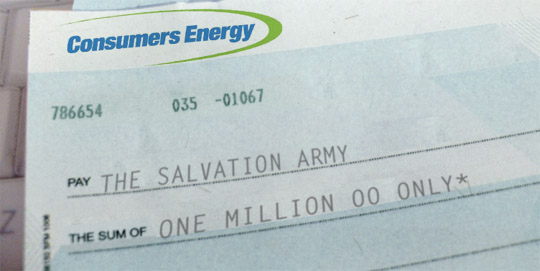 Consumers Energy
786654 035 -01067
PAY THE SALVATION ARMY
THE SUM OF ONE MILLION 00 ONLY*
Z